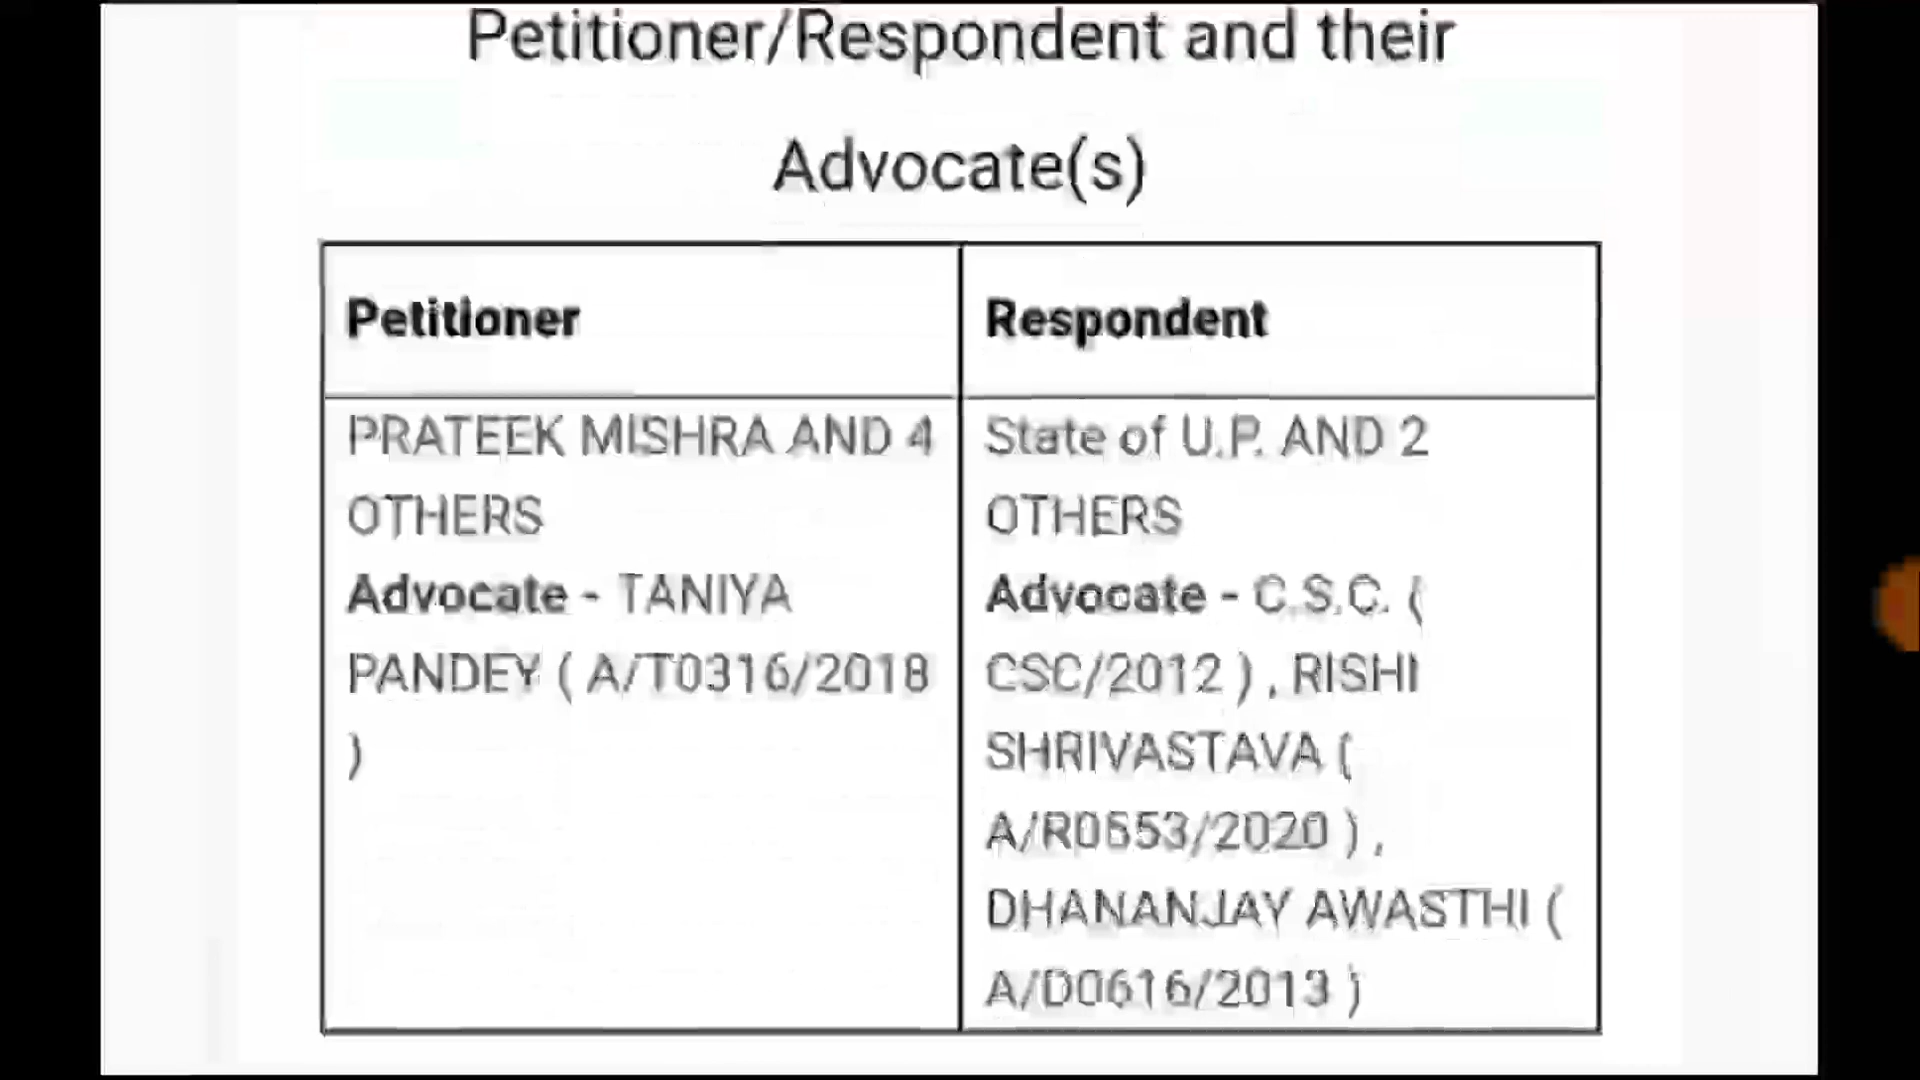 Petitioner/Respondent and their
Advocate(s)
Petitioner
Respondent
PRATEEK MISHRA AND 4
OTHERS
Advocate - TANIYA
PANDEY ( A/T0316/2018
)
State of U.P. AND 2
OTHERS
Advocate - C.S.C. (
CSC/2012 ) , RISHI
SHRIVASTAVA (
A/R0653/2020 ) ,
DHANANJAY AWASTHI (
A/D0616/2013 )